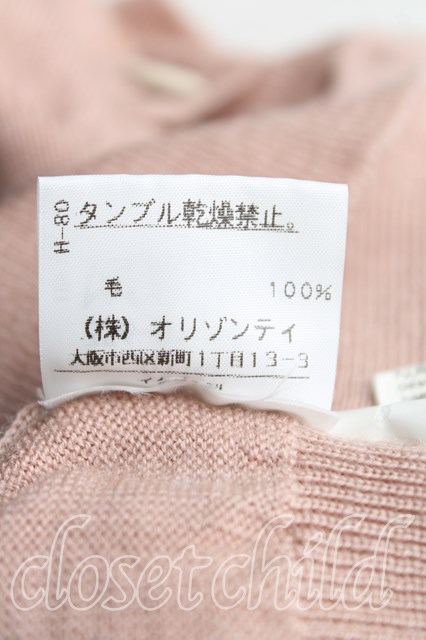 08-H
タンブル乾燥禁止。
毛 100%
(株) オリゾンティ
大阪市西区新町1丁目13-3
closet child